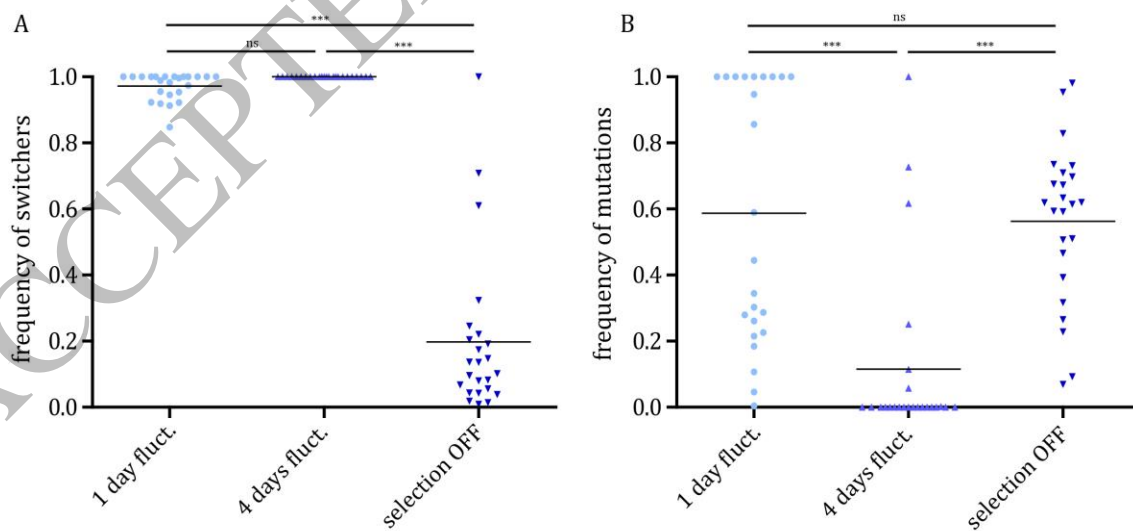 A
***
ns
***
frequency of switchers
1.0
0.8
0.6
0.4
0.2
0.0
1 day fluct.
4 days fluct.
selection OFF
B
ns
***
***
frequency of mutations
1.0
0.8
0.6
0.4
0.2
0.0
1 day fluct.
4 days fluct.
selection OFF
ACCEPTE